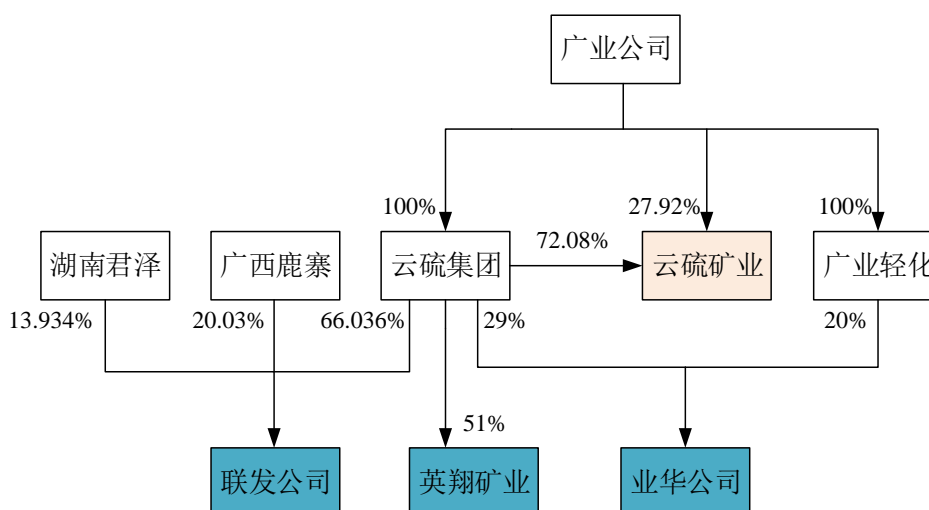 广业公司
100%
27.92%
100%
湖南君泽
广西鹿寨
云硫集团
72.08%
云硫矿业
广业轻化
13.934%
20.03%
66.036%
29%
20%
51%
联发公司
英翔矿业
业华公司